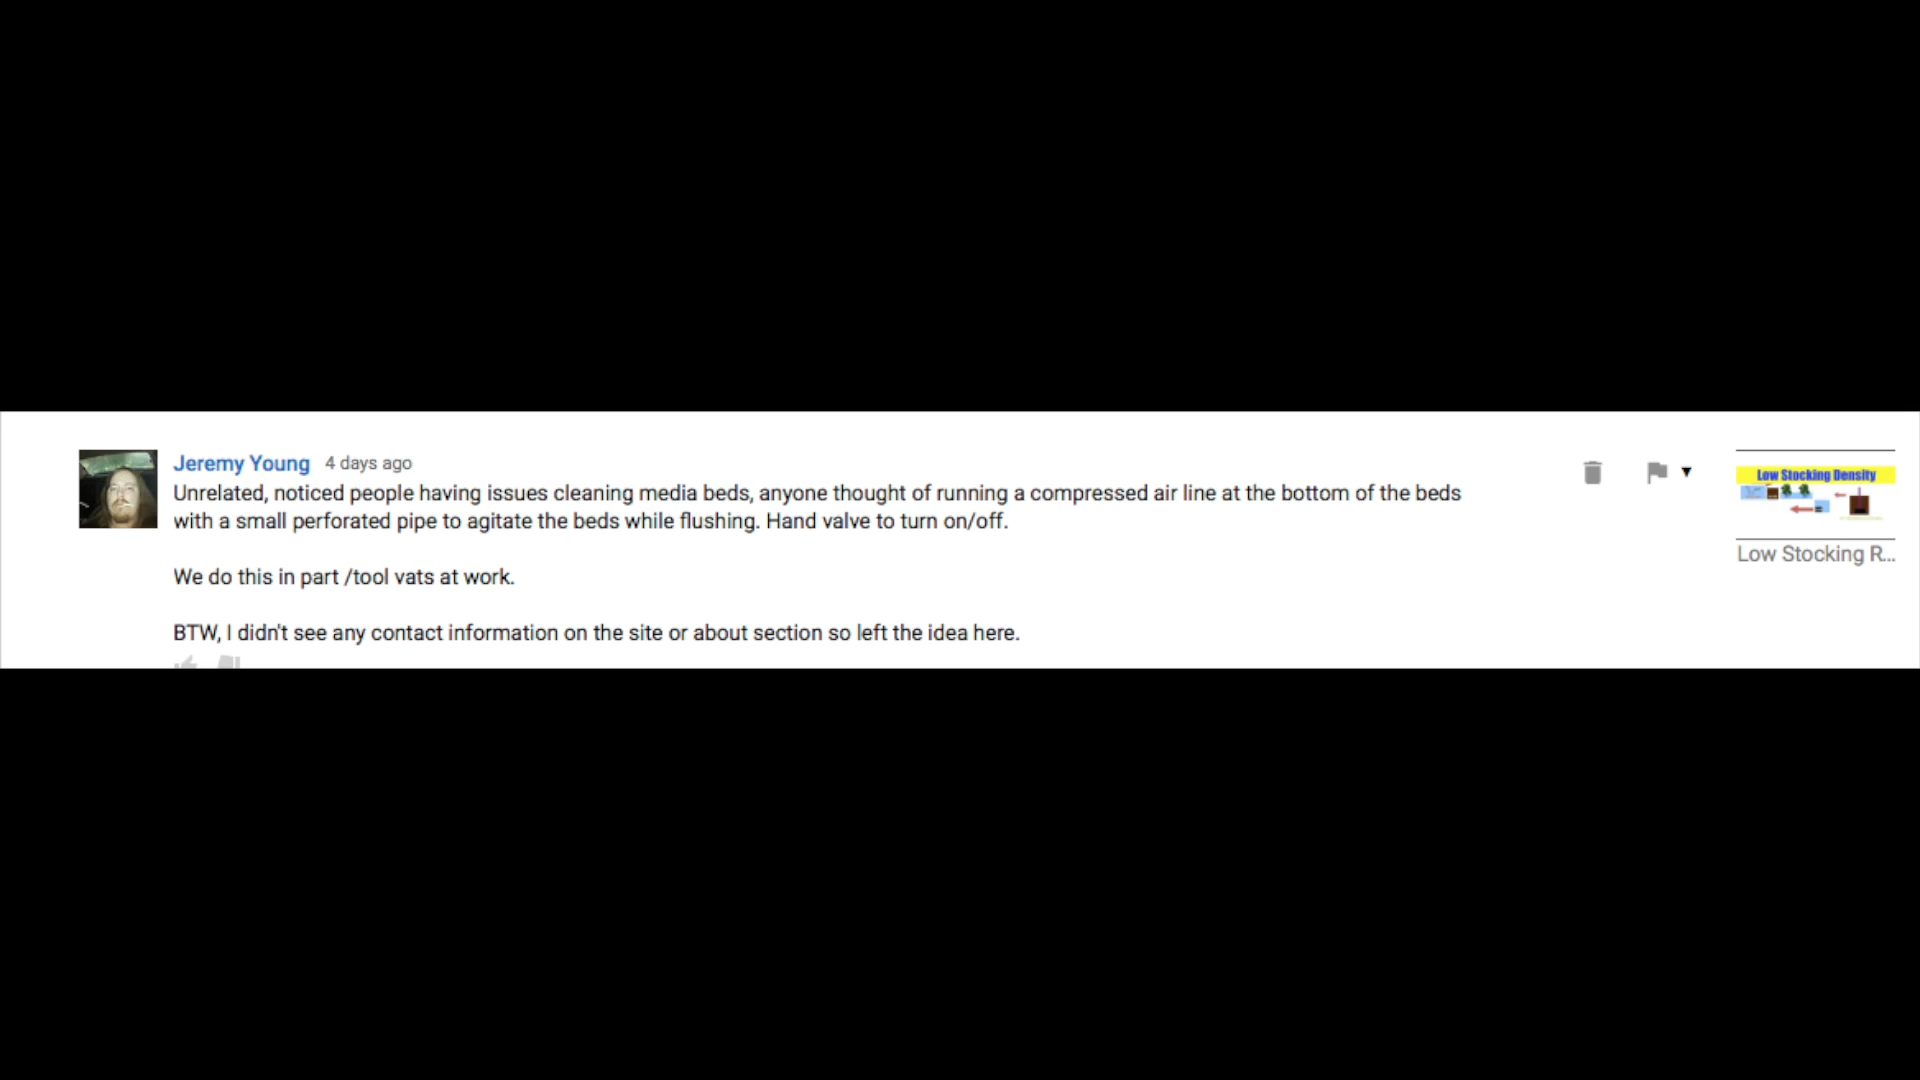 Jeremy Young 4 days ago
Unrelated, noticed people having issues cleaning media beds, anyone thought of running a compressed air line at the bottom of the beds
with a small perforated pipe to agitate the beds while flushing. Hand valve to turn on/off.
We do this in part /tool vats at work.
BTW, I didn't see any contact information on the site or about section so left the idea here.
Low Stocking Density
Low Stocking R...